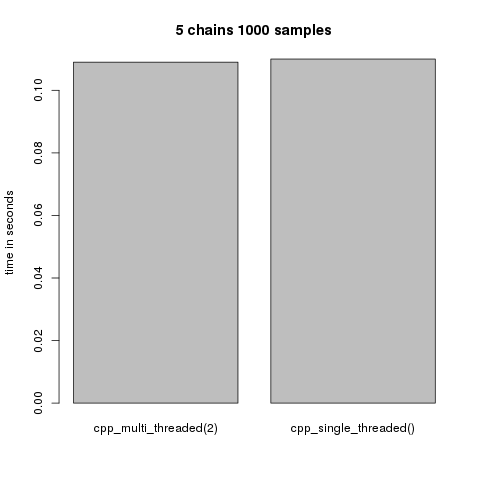 5 chains 1000 samples
time in seconds
0.10
0.08
0.06
0.04
0.02
0.00
cpp_multi_threaded(2)
cpp_single_threaded()